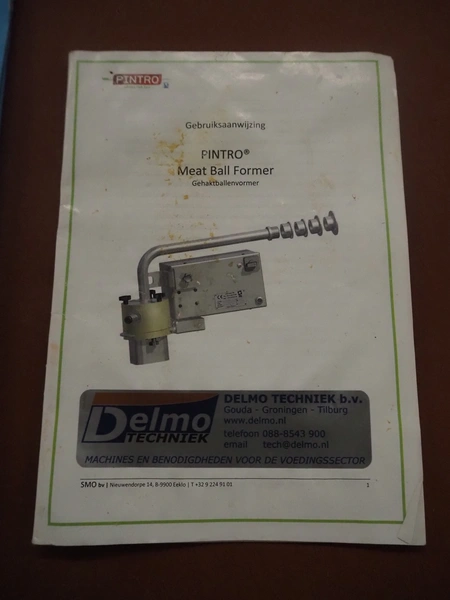 PINTRO
Gebruiksaanwijzing
PINTRO®
Meat Ball Former
Gehaktballenvormer
Delmo
TECHNIEK
DELMO TECHNIEK b.v.
Gouda - Groningen - Tilburg
www.delmo.nl
telefoon 088-8543 900
email tech@delmo.nl
MACHINES EN BENODIGDHEDEN VOOR DE VOEDINGSSECTOR
SMO bv | Nieuwendorpe 14, B-9900 Eeklo | T +32 9 224 91 01